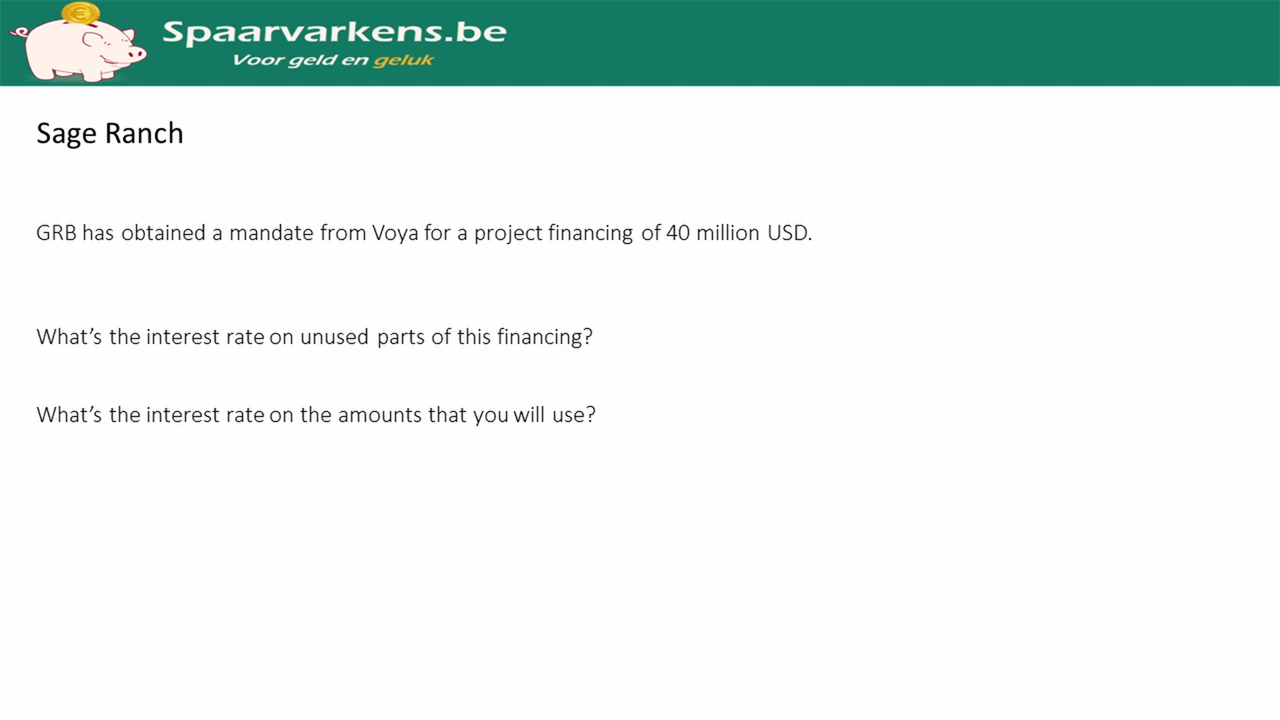 Spaarvarkens.be
Voor geld en geluk
Sage Ranch
GRB has obtained a mandate from Voya for a project financing of 40 million USD.
What’s the interest rate on unused parts of this financing?
What’s the interest rate on the amounts that you will use?